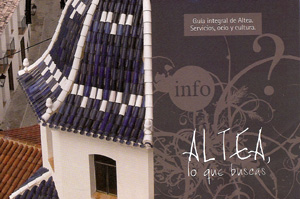 Guía integral de Altea.
Servicios, ocio y cultura.
?
info
ALTEA,
lo que buscas